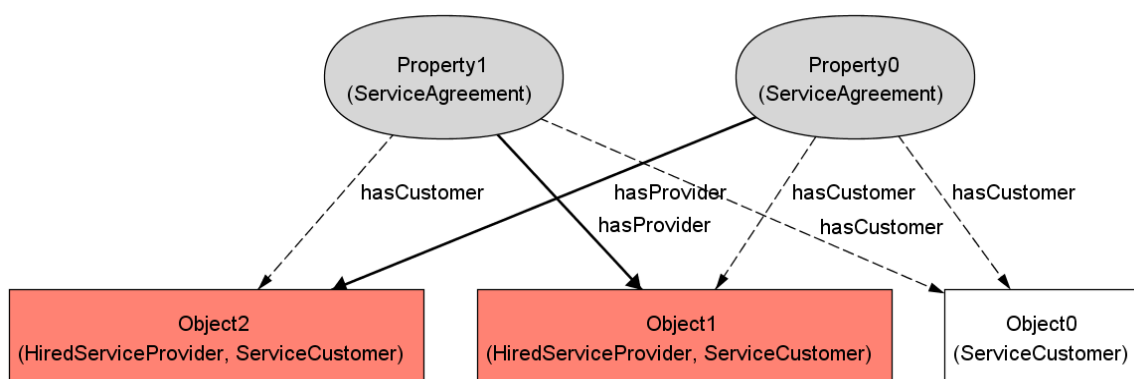 Property1
(ServiceAgreement)
Property0
(ServiceAgreement)
hasCustomer
hasProvider
hasCustomer
hasCustomer
hasProvider
hasCustomer
Object2
(HiredServiceProvider, ServiceCustomer)
Object1
(HiredServiceProvider, ServiceCustomer)
Object0
(ServiceCustomer)